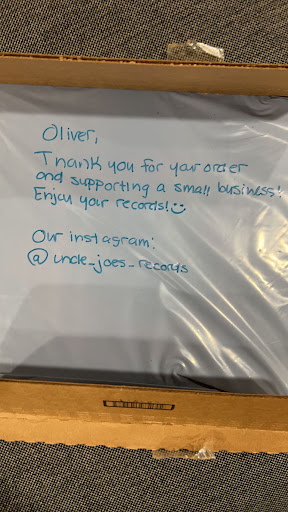 Oliver,
Thank you for your order
and supporting a small business!
Enjoy your records!
Our instagram:
@uncle_joes_records